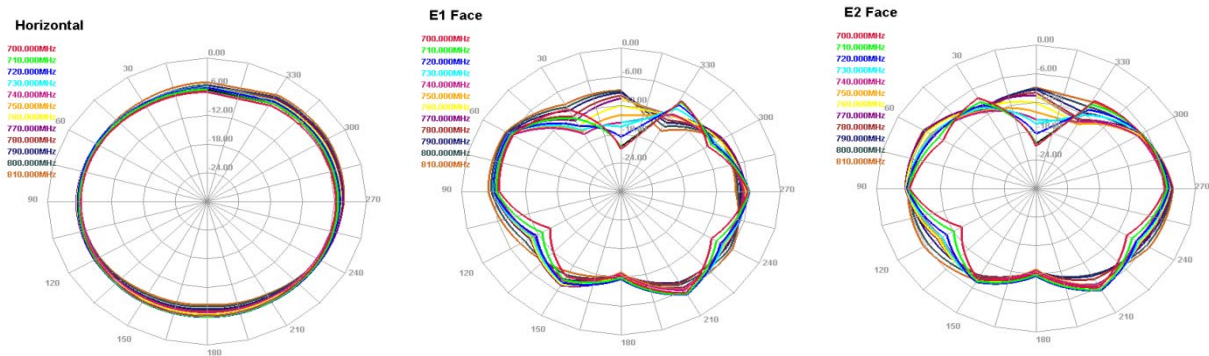 Horizontal
700.000MHz
710.000MHz
720.000MHz
730.000MHz
740.000MHz
750.000MHz
760.000MHz
770.000MHz
780.000MHz
790.000MHz
800.000MHz
810.000MHz
0.00
30
330
-6.00
-12.00
60
300
-18.00
-24.00
90
270
120
240
150
210
180
E1 Face
700.000MHz
710.000MHz
720.000MHz
730.000MHz
740.000MHz
750.000MHz
760.000MHz
770.000MHz
780.000MHz
790.000MHz
800.000MHz
810.000MHz
0.00
30
330
-6.00
60
300
-24.00
90
270
120
240
150
210
180
E2 Face
700.000MHz
710.000MHz
720.000MHz
730.000MHz
740.000MHz
750.000MHz
760.000MHz
770.000MHz
780.000MHz
790.000MHz
800.000MHz
810.000MHz
0.00
30
330
-6.00
60
300
-24.00
90
270
120
240
150
210
180